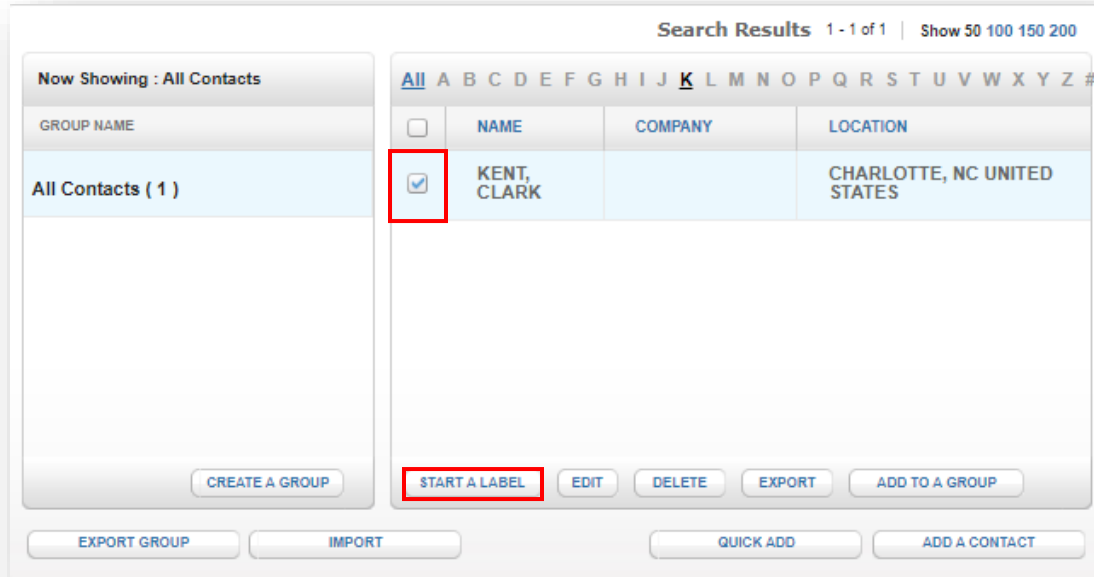 Search Results 1 - 1 of 1 | Show 50 100 150 200
Now Showing : All Contacts
GROUP NAME
All Contacts ( 1 )
CREATE A GROUP
All A B C D E F G H I J K L M N O P Q R S T U V W X Y Z #
NAME COMPANY LOCATION
KENT, CLARK
CHARLOTTE, NC UNITED STATES
START A LABEL EDIT DELETE EXPORT ADD TO A GROUP
EXPORT GROUP IMPORT QUICK ADD ADD A CONTACT